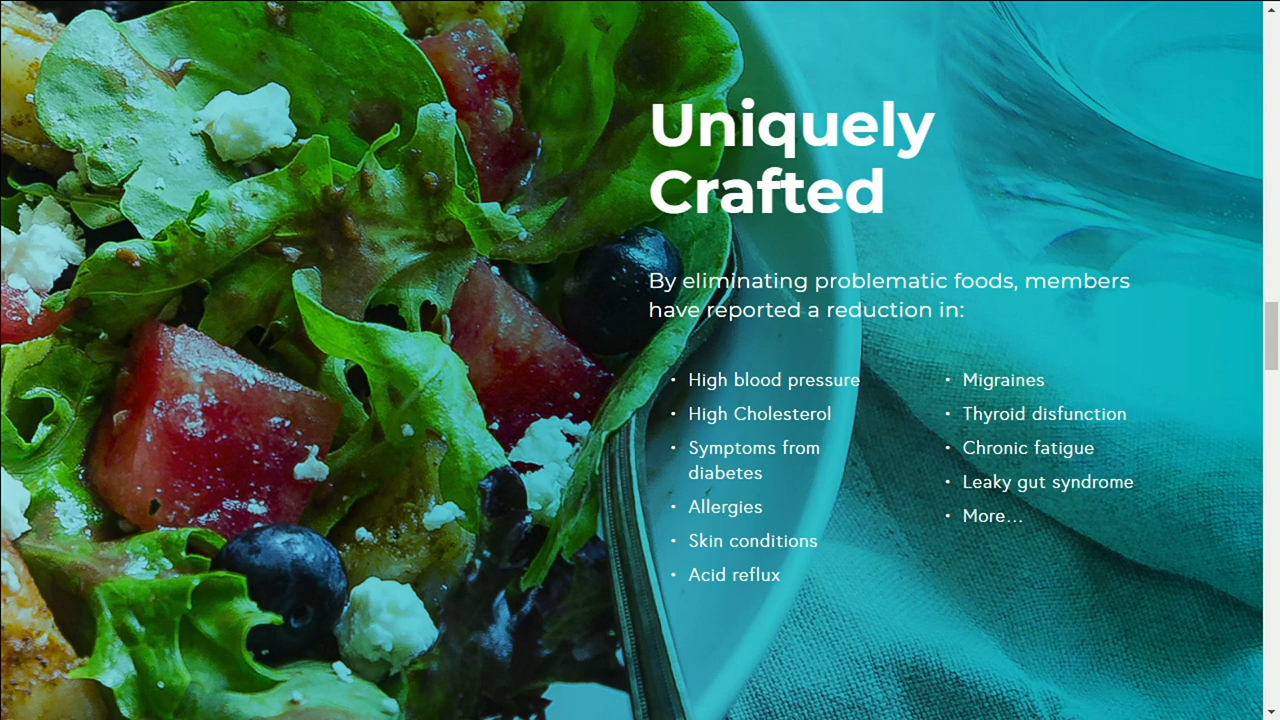 Uniquely
Crafted
By eliminating problematic foods, members
have reported a reduction in:
• High blood pressure
• High Cholesterol
• Symptoms from
diabetes
• Allergies
• Skin conditions
• Acid reflux
• Migraines
• Thyroid disfunction
• Chronic fatigue
• Leaky gut syndrome
• More...